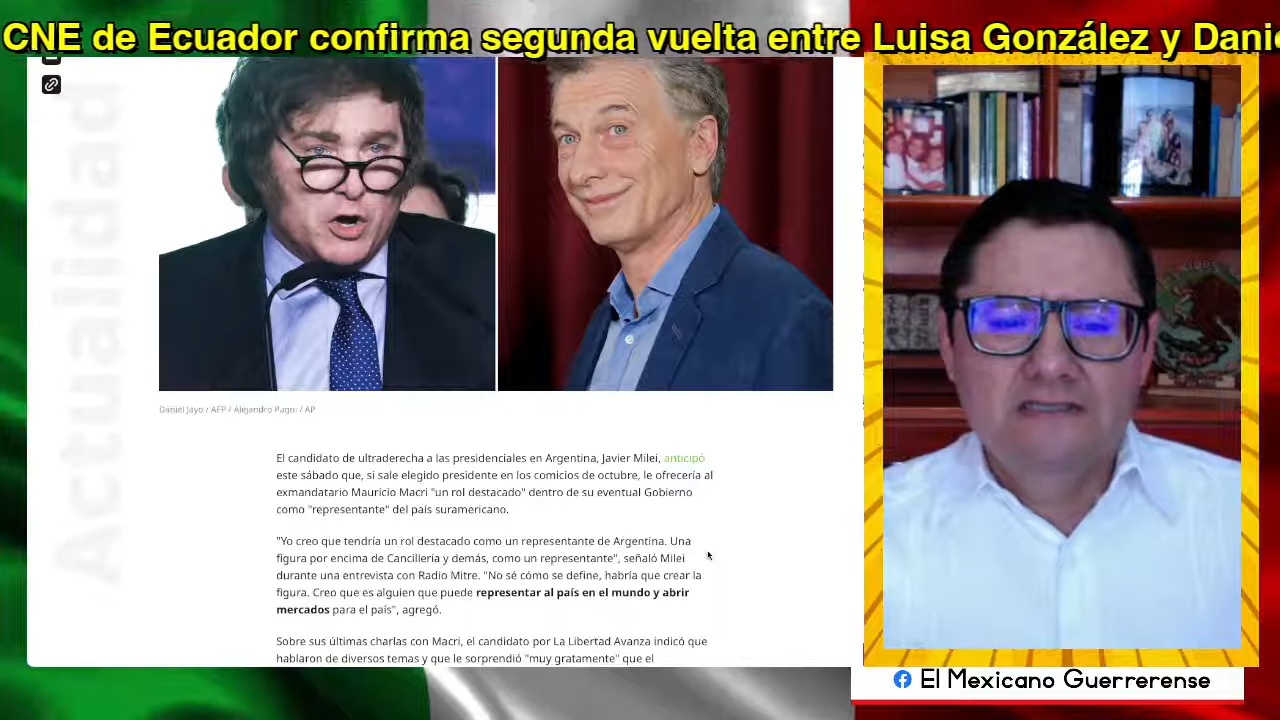 CNE de Ecuador confirma segunda vuelta entre Luisa González y Danie
Actualidad
Daniel Jayo / AFP / Alejandro Pagni / AP
El candidato de ultraderecha a las presidenciales en Argentina, Javier Milei, anticipó
este sábado que, si sale elegido presidente en los comicios de octubre, le ofrecería al
exmandatario Mauricio Macri "un rol destacado" dentro de su eventual Gobierno
como "representante" del país suramericano.
"Yo creo que tendría un rol destacado como un representante de Argentina. Una
figura por encima de Cancillería y demás, como un representante", señaló Milei
durante una entrevista con Radio Mitre. "No sé cómo se define, habría que crear la
figura. Creo que es alguien que puede representar al país en el mundo y abrir
mercados para el país", agregó.
Sobre sus últimas charlas con Macri, el candidato por La Libertad Avanza indicó que
hablaron de diversos temas y que le sorprendió "muy gratamente" que el
El Mexicano Guerrerense